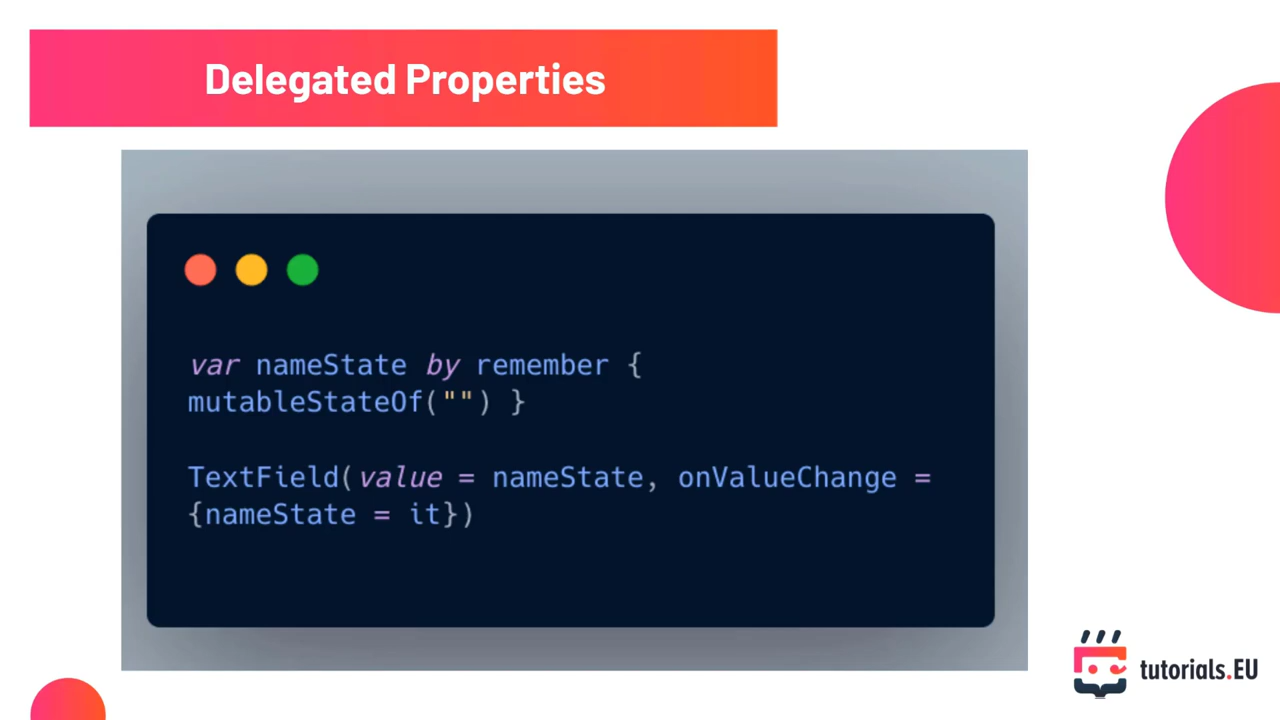 Delegated Properties
var nameState by remember {
mutableStateOf("") }
TextField(value = nameState, onValueChange =
{nameState = it})
tutorials.EU